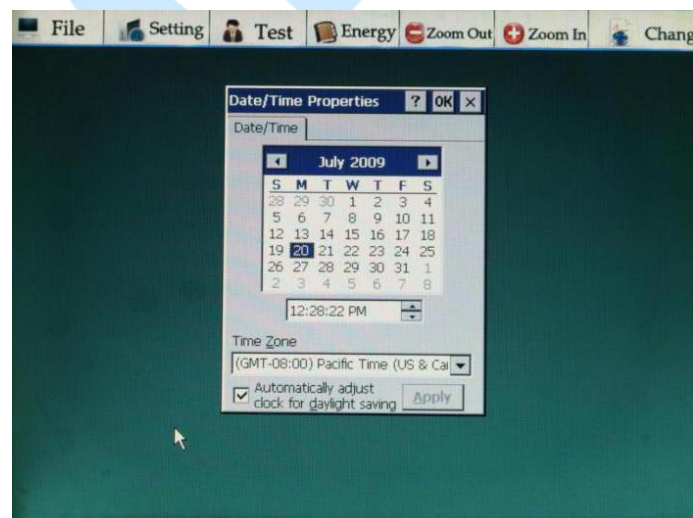 File Setting Test Energy Zoom Out Zoom In Chang
Date/Time Properties ? OK ×
Date/Time
July 2009
S M T W T F S
28 29 30 1 2 3 4
5 6 7 8 9 10 11
12 13 14 15 16 17 18
19 20 21 22 23 24 25
26 27 28 29 30 31 1
2 3 4 5 6 7 8
12:28:22 PM
Time Zone
(GMT-08:00) Pacific Time (US & Ca
Automatically adjust
clock for daylight saving
Apply